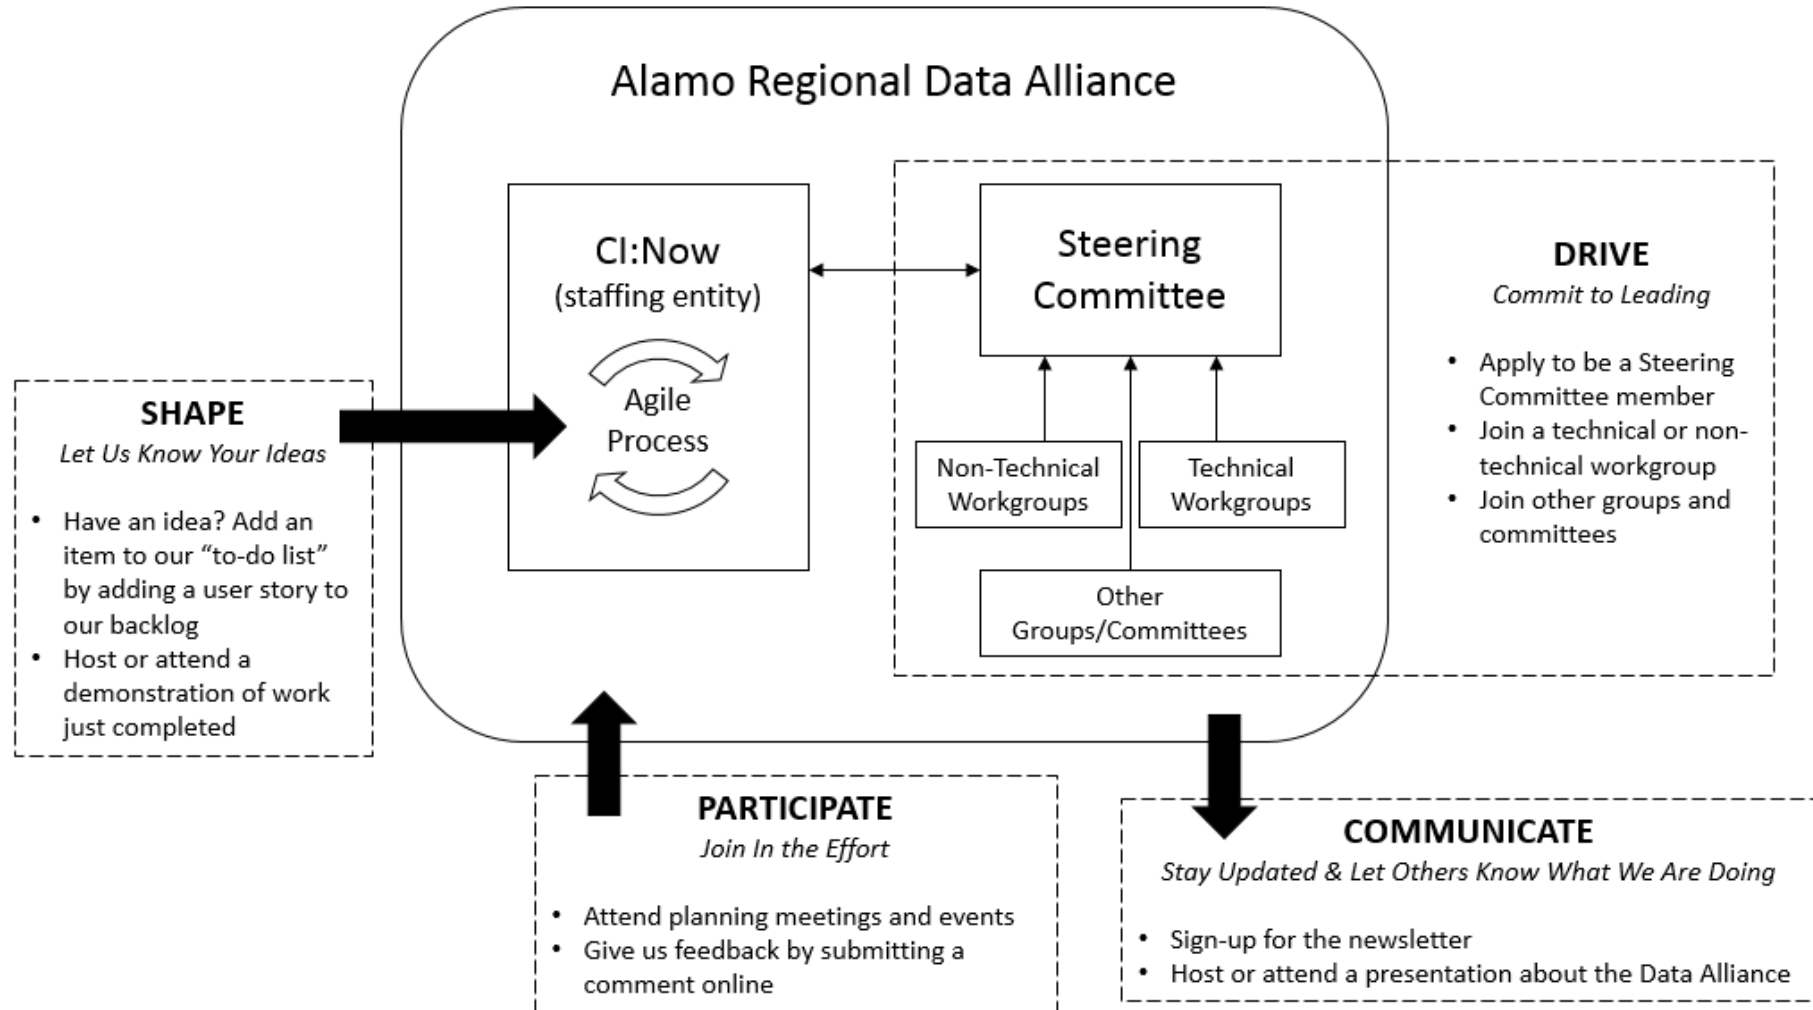 Alamo Regional Data Alliance
CI:Now
(staffing entity)
Agile
Process
Steering
Committee
Non-Technical
Workgroups
Technical
Workgroups
Other
Groups/Committees
DRIVE
Commit to Leading
• Apply to be a Steering
Committee member
• Join a technical or non-
technical workgroup
• Join other groups and
committees
SHAPE
Let Us Know Your Ideas
• Have an idea? Add an
item to our “to-do list”
by adding a user story to
our backlog
• Host or attend a
demonstration of work
just completed
PARTICIPATE
Join In the Effort
• Attend planning meetings and events
• Give us feedback by submitting a
comment online
COMMUNICATE
Stay Updated & Let Others Know What We Are Doing
• Sign-up for the newsletter
• Host or attend a presentation about the Data Alliance